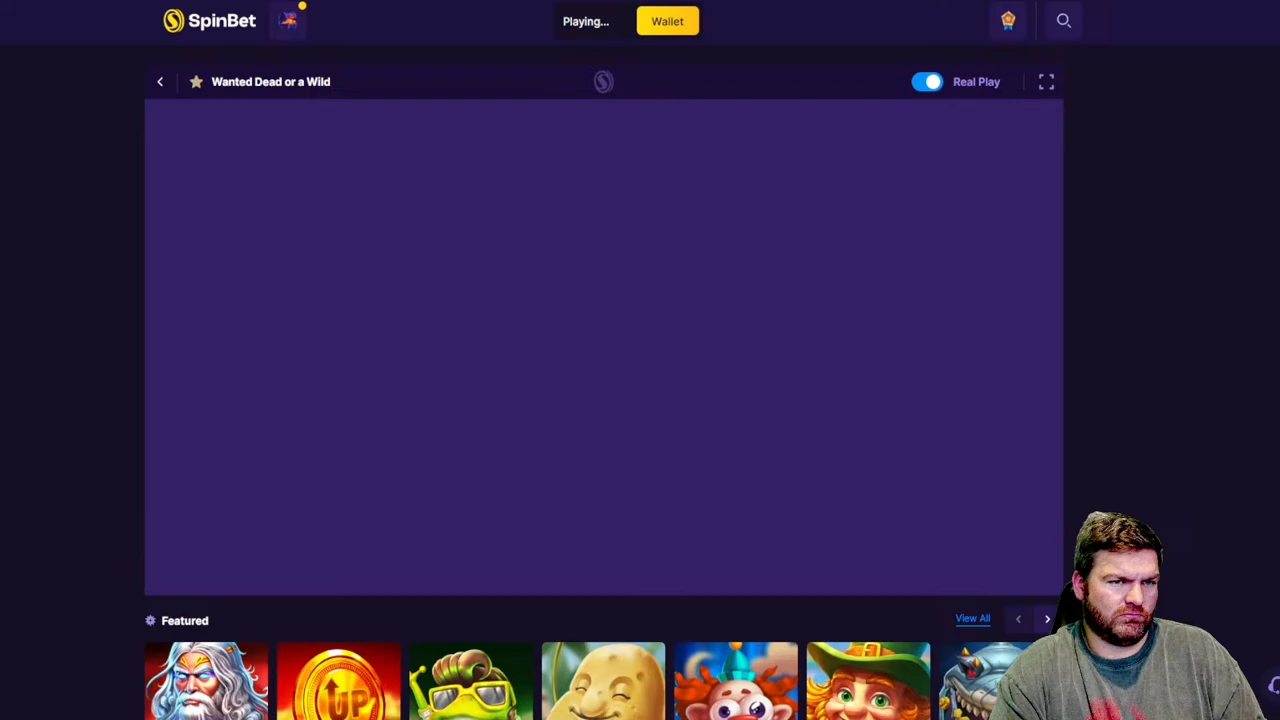 SpinBet
Playing...
Wallet
Wanted Dead or a Wild
Real Play
Featured
View All
UP